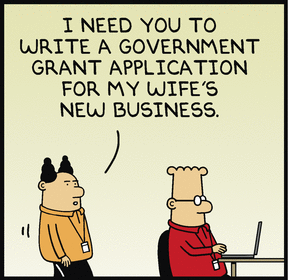 I NEED YOU TO
WRITE A GOVERNMENT
GRANT APPLICATION
FOR MY WIFE'S
NEW BUSINESS.